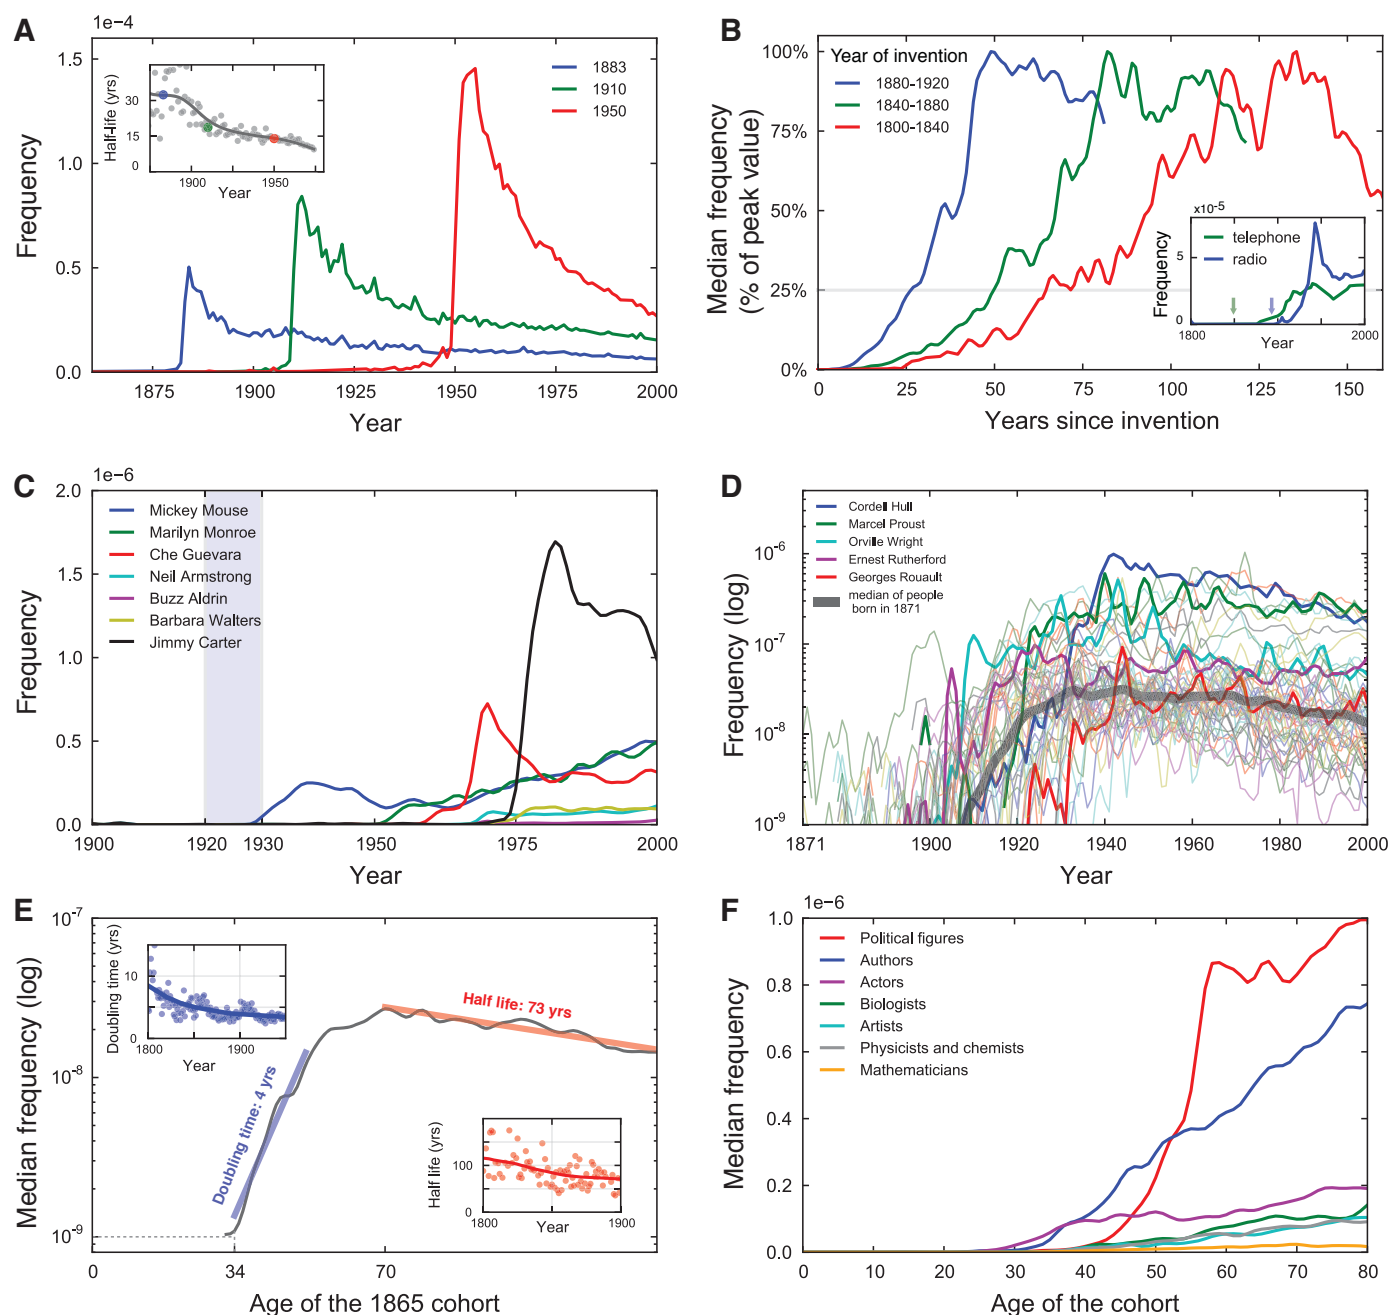 A
1e−4
Frequency
1.5
1.0
0.5
0.0
1875
1900
1925
1950
1975
2000
Year
1883
1910
1950
Half-life (yrs)
30
15
0
1900
1950
Year
B
Median frequency
(% of peak value)
100%
75%
50%
25%
0%
0
25
50
75
100
125
150
Years since invention
Year of invention
1880-1920
1840-1880
1800-1840
x10-5
Frequency
5
0
telephone
radio
1800
2000
Year
C
1e−6
Frequency
2.0
1.5
1.0
0.5
0.0
1900
1920
1930
1950
1975
2000
Year
Mickey Mouse
Marilyn Monroe
Che Guevara
Neil Armstrong
Buzz Aldrin
Barbara Walters
Jimmy Carter
D
Frequency (log)
10-6
10-7
10-8
10-9
1871
1900
1920
1940
1960
1980
2000
Year
Cordell Hull
Marcel Proust
Orville Wright
Ernest Rutherford
Georges Rouault
median of people
born in 1871
E
Median frequency (log)
10-7
10-8
10-9
0
34
70
Age of the 1865 cohort
Doubling time (yrs)
10
0
1800
1900
Year
Doubling time: 4 yrs
Half life: 73 yrs
Half life (yrs)
100
0
1800
Year
1900
F
1e−6
Median frequency
1.0
0.8
0.6
0.4
0.2
0.0
0
10
20
30
40
50
60
70
80
Age of the cohort
Political figures
Authors
Actors
Biologists
Artists
Physicists and chemists
Mathematicians